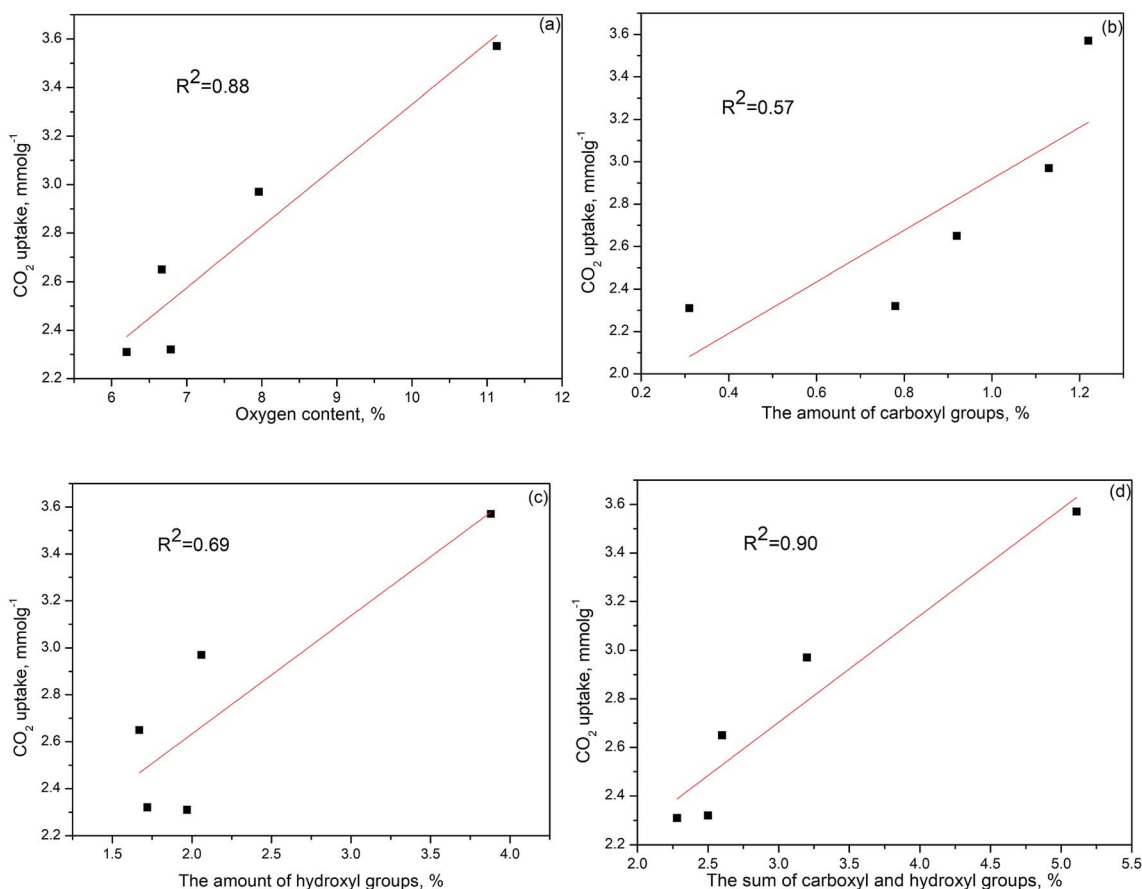 (a)
R²=0.88
CO₂ uptake, mmolg⁻¹
3.6
3.4
3.2
3.0
2.8
2.6
2.4
2.2
6 7 8 9 10 11 12
Oxygen content, %
(b)
R²=0.57
CO₂ uptake, mmolg⁻¹
3.6
3.4
3.2
3.0
2.8
2.6
2.4
2.2
2.0
0.2 0.4 0.6 0.8 1.0 1.2
The amount of carboxyl groups, %
(c)
R²=0.69
CO₂ uptake, mmolg⁻¹
3.6
3.4
3.2
3.0
2.8
2.6
2.4
2.2
1.5 2.0 2.5 3.0 3.5 4.0
The amount of hydroxyl groups, %
(d)
R²=0.90
CO₂ uptake, mmolg⁻¹
3.6
3.4
3.2
3.0
2.8
2.6
2.4
2.2
2.0 2.5 3.0 3.5 4.0 4.5 5.0 5.5
The sum of carboxyl and hydroxyl groups, %